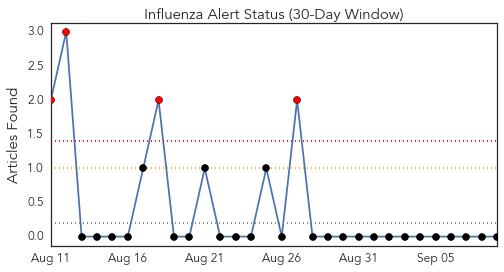 Influenza Alert Status (30-Day Window)
Articles Found
3.0
2.5
2.0
1.5
1.0
0.5
0.0
Aug 11 Aug 16 Aug 21 Aug 26 Aug 31 Sep 05